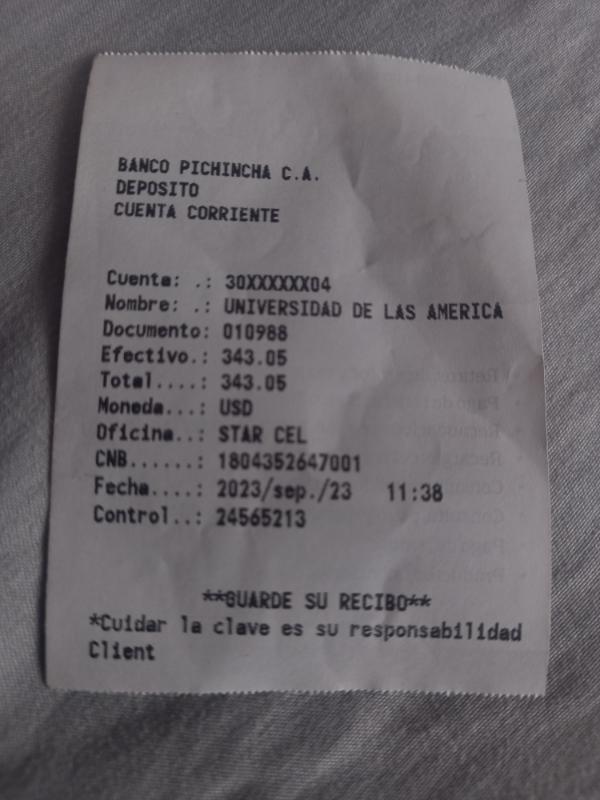 BANCO PICHINCHA C.A.
DEPOSITO
CUENTA CORRIENTE
Cuenta: .: 30XXXXXX04
Nombre: .: UNIVERSIDAD DE LAS AMERICA
Documento: 010988
Efectivo.: 343.05
Total....: 343.05
Moneda...: USD
Oficina..: STAR CEL
CNB......: 1804352647001
Fecha....: 2023/sep./23 11:38
Control..: 24565213
**GUARDE SU RECIBO**
*Cuidar la clave es su responsabilidad
Client